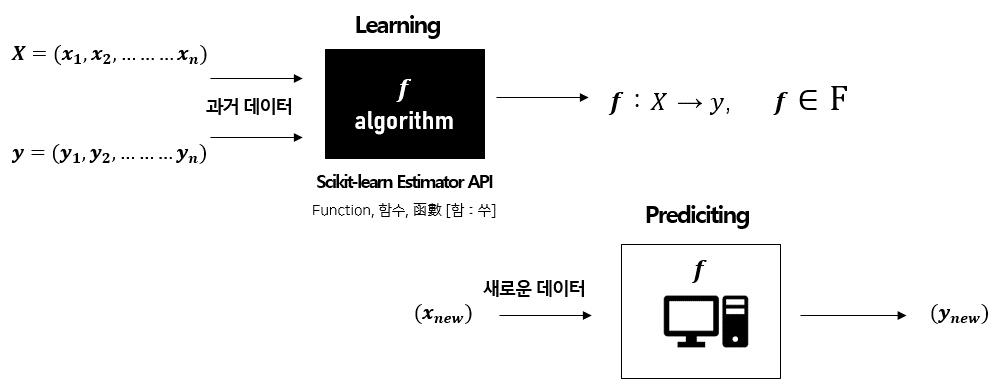 Learning
X = (x1, x2, ... ... ... xn)
과거 데이터
y = (y1, y2, ... ... ... yn)
f
algorithm
f : X → y, f ∈ F
Scikit-learn Estimator API
Function, 함수, 函數 [함 : 쑤]
Prediciting
f
새로운 데이터
(xnew)
(ynew)